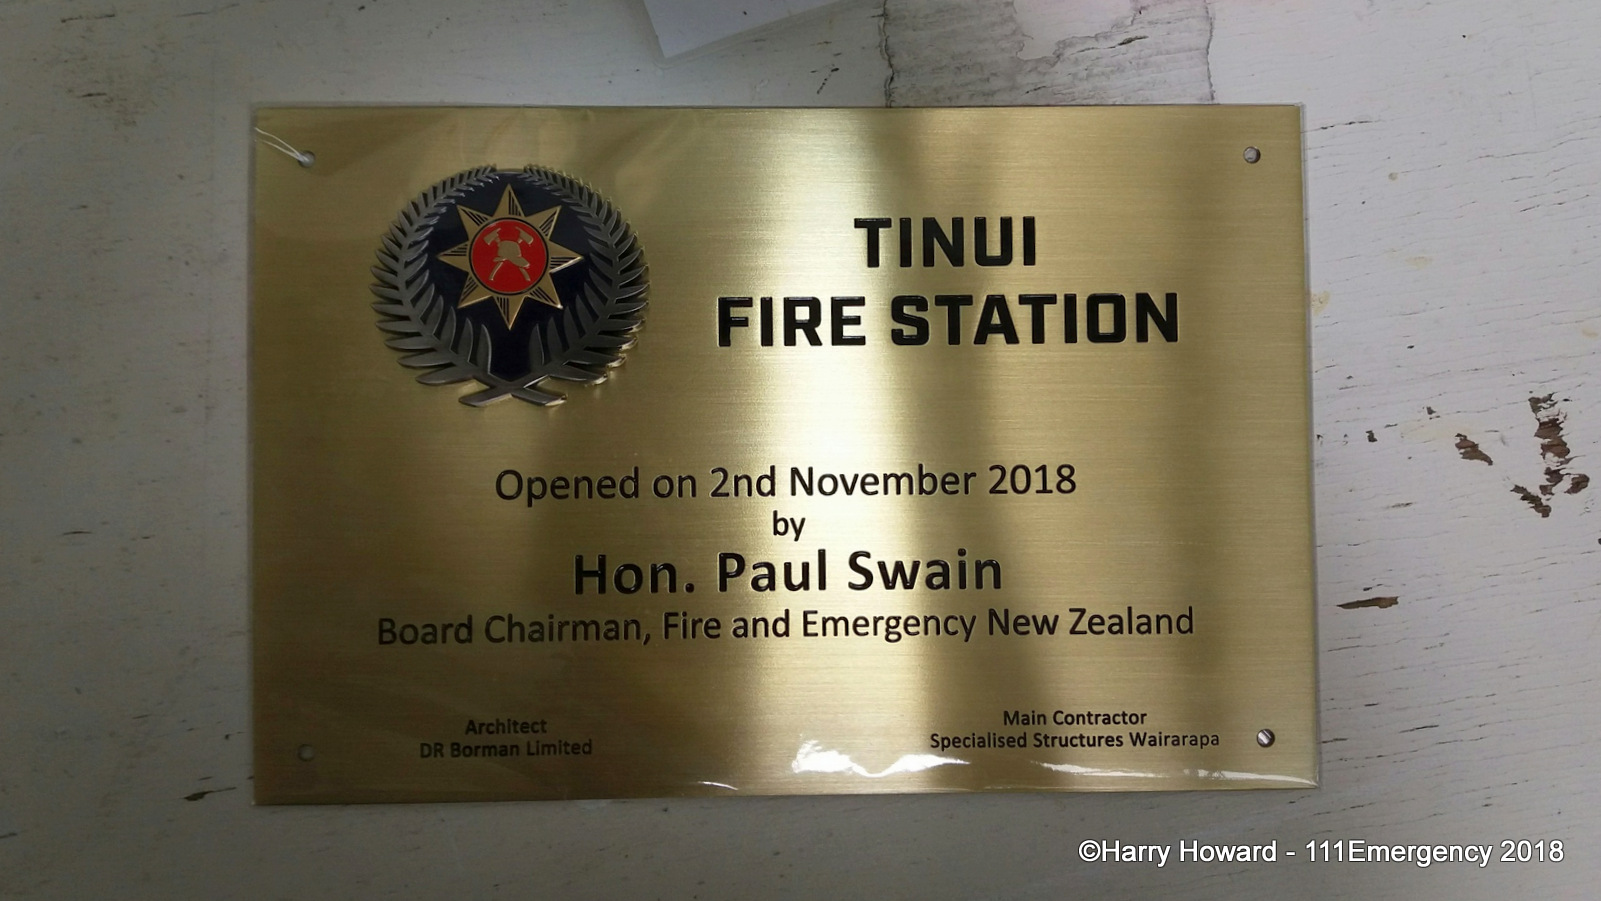 TINUI
FIRE STATION
Opened on 2nd November 2018
by
Hon. Paul Swain
Board Chairman, Fire and Emergency New Zealand
Architect
DR Borman Limited
Main Contractor
Specialised Structures Wairarapa
©Harry Howard - 111Emergency 2018